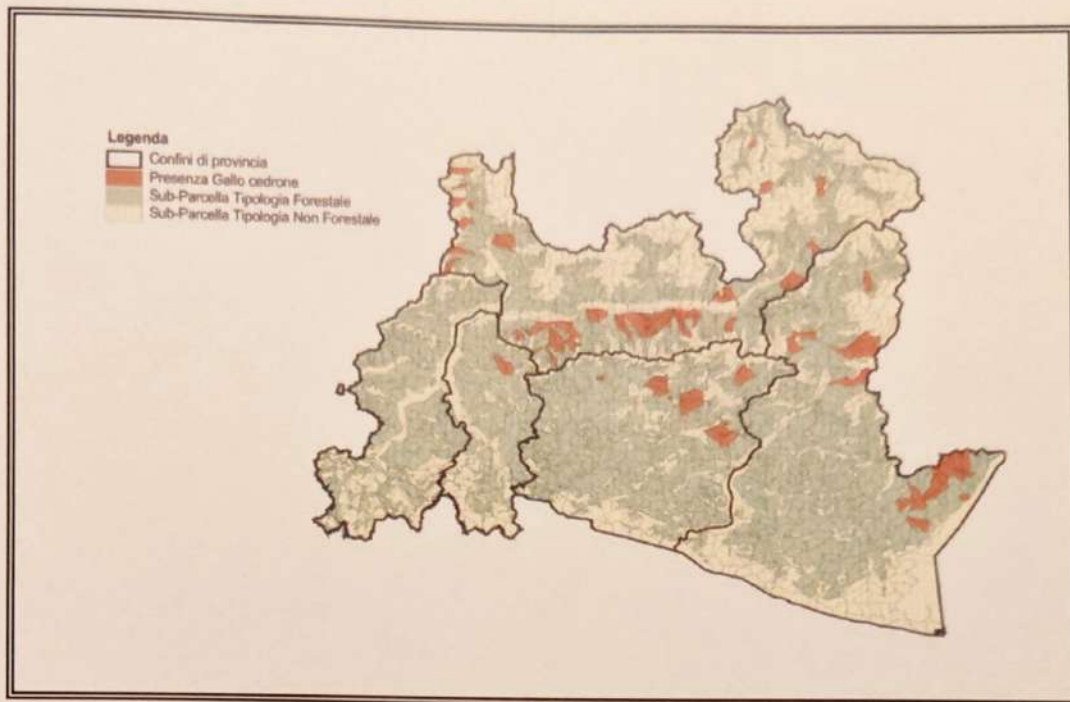 Legenda
Confini di provincia
Presenza Gallo cedrone
Sub-Parcella Tipologia Forestale
Sub-Parcella Tipologia Non Forestale